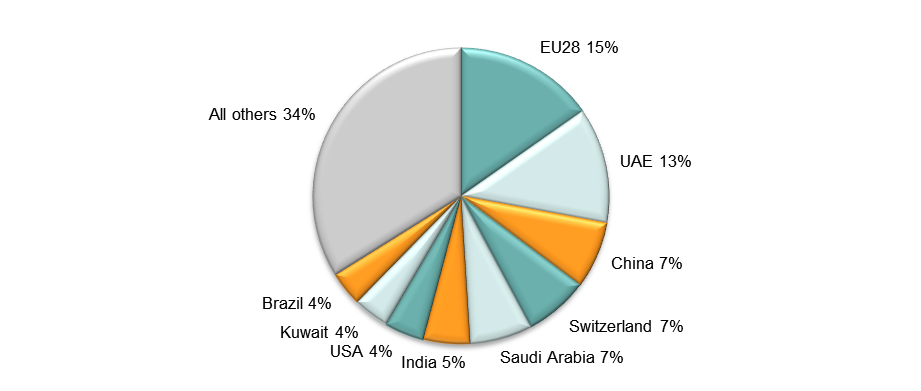 EU28 15%
UAE 13%
China 7%
Switzerland 7%
Saudi Arabia 7%
India 5%
USA 4%
Kuwait 4%
Brazil 4%
All others 34%